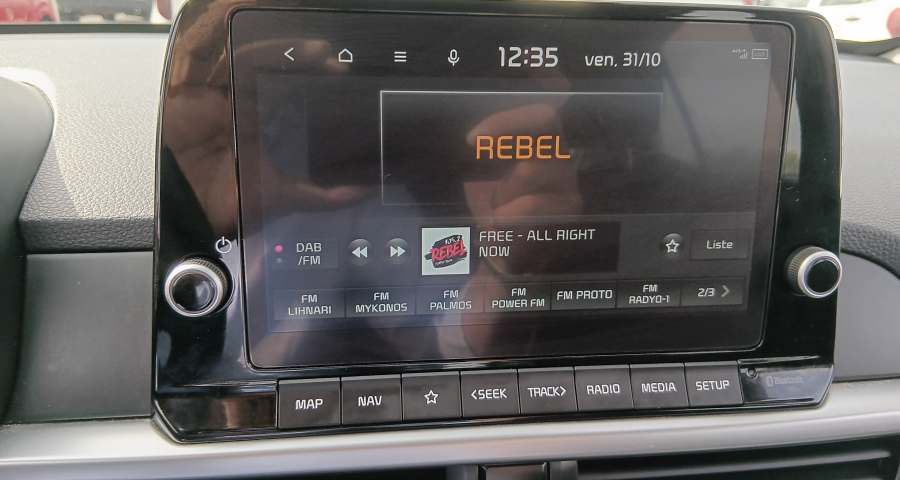 12:35 ven, 31/10
REBEL
DAB
/FM
REBEL
FREE - ALL RIGHT
NOW
Liste
FM
LIHNARI
FM
MYKONOS
FM
PALMOS
FM
POWER FM
FM PROTO
FM
RADYO-1
2/3
MAP
NAV
<SEEK
TRACK>
RADIO
MEDIA
SETUP
Bluetooth